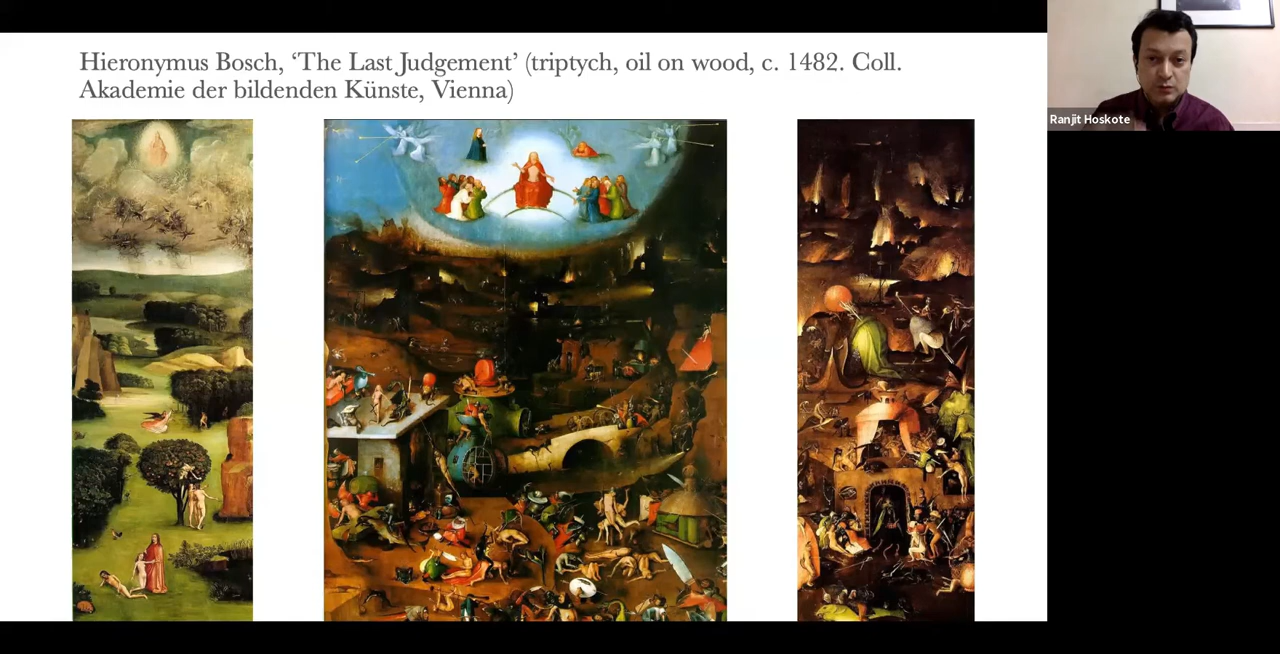 Hieronymus Bosch, ‘The Last Judgement’ (triptych, oil on wood, c. 1482. Coll.
Akademie der bildenden Künste, Vienna)
Ranjit Hoskote